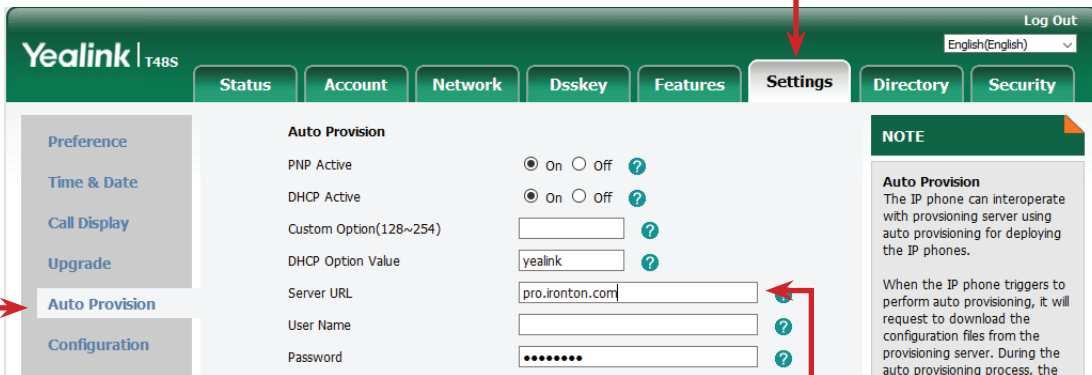 Log Out
Yealink | T48S
English(English)
Status Account Network Dsskey Features Settings Directory Security
Preference
Time & Date
Call Display
Upgrade
Auto Provision
Configuration
Auto Provision
PNP Active On Off ?
DHCP Active On Off ?
Custom Option(128~254) ?
DHCP Option Value yealink ?
Server URL pro.ironton.com
User Name ?
Password •••••••• ?
NOTE
Auto Provision
The IP phone can interoperate
with provsioning server using
auto provisioning for deploying
the IP phones.
When the IP phone triggers to
perform auto provisioning, it will
request to download the
configuration files from the
provisioning server. During the
auto provisioning process, the